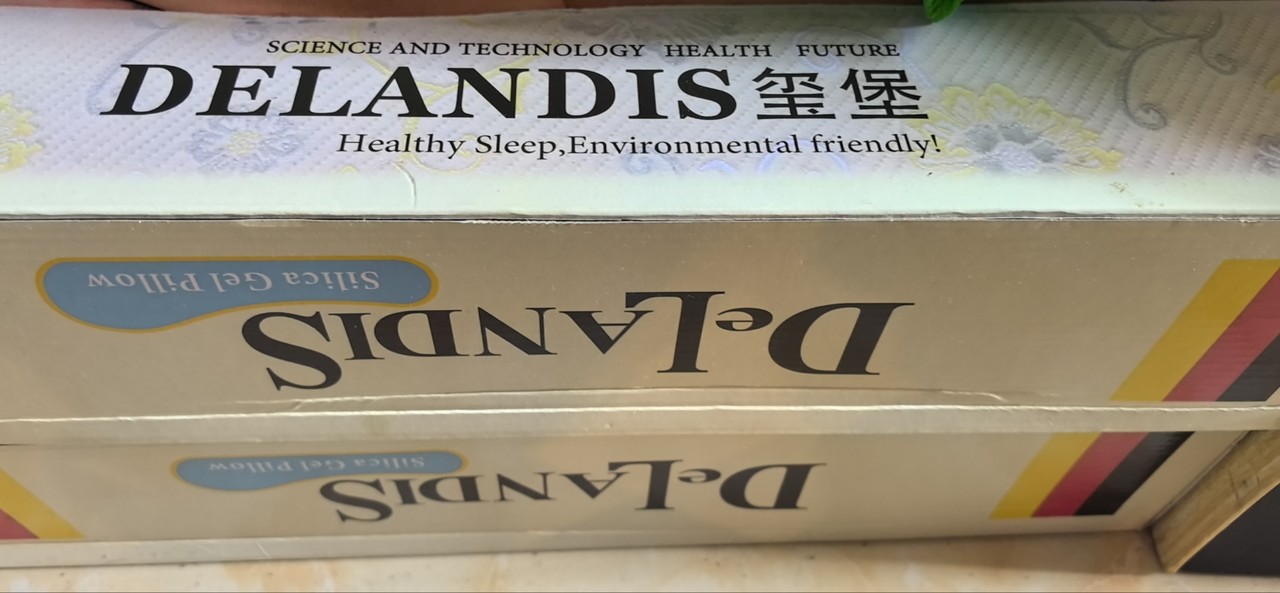 SCIENCE AND TECHNOLOGY HEALTH FUTURE
DELANDIS玺堡
Healthy Sleep,Environmental friendly!
Silica Gel Pillow
DeLANDIS
Silica Gel Pillow
DeLANDIS